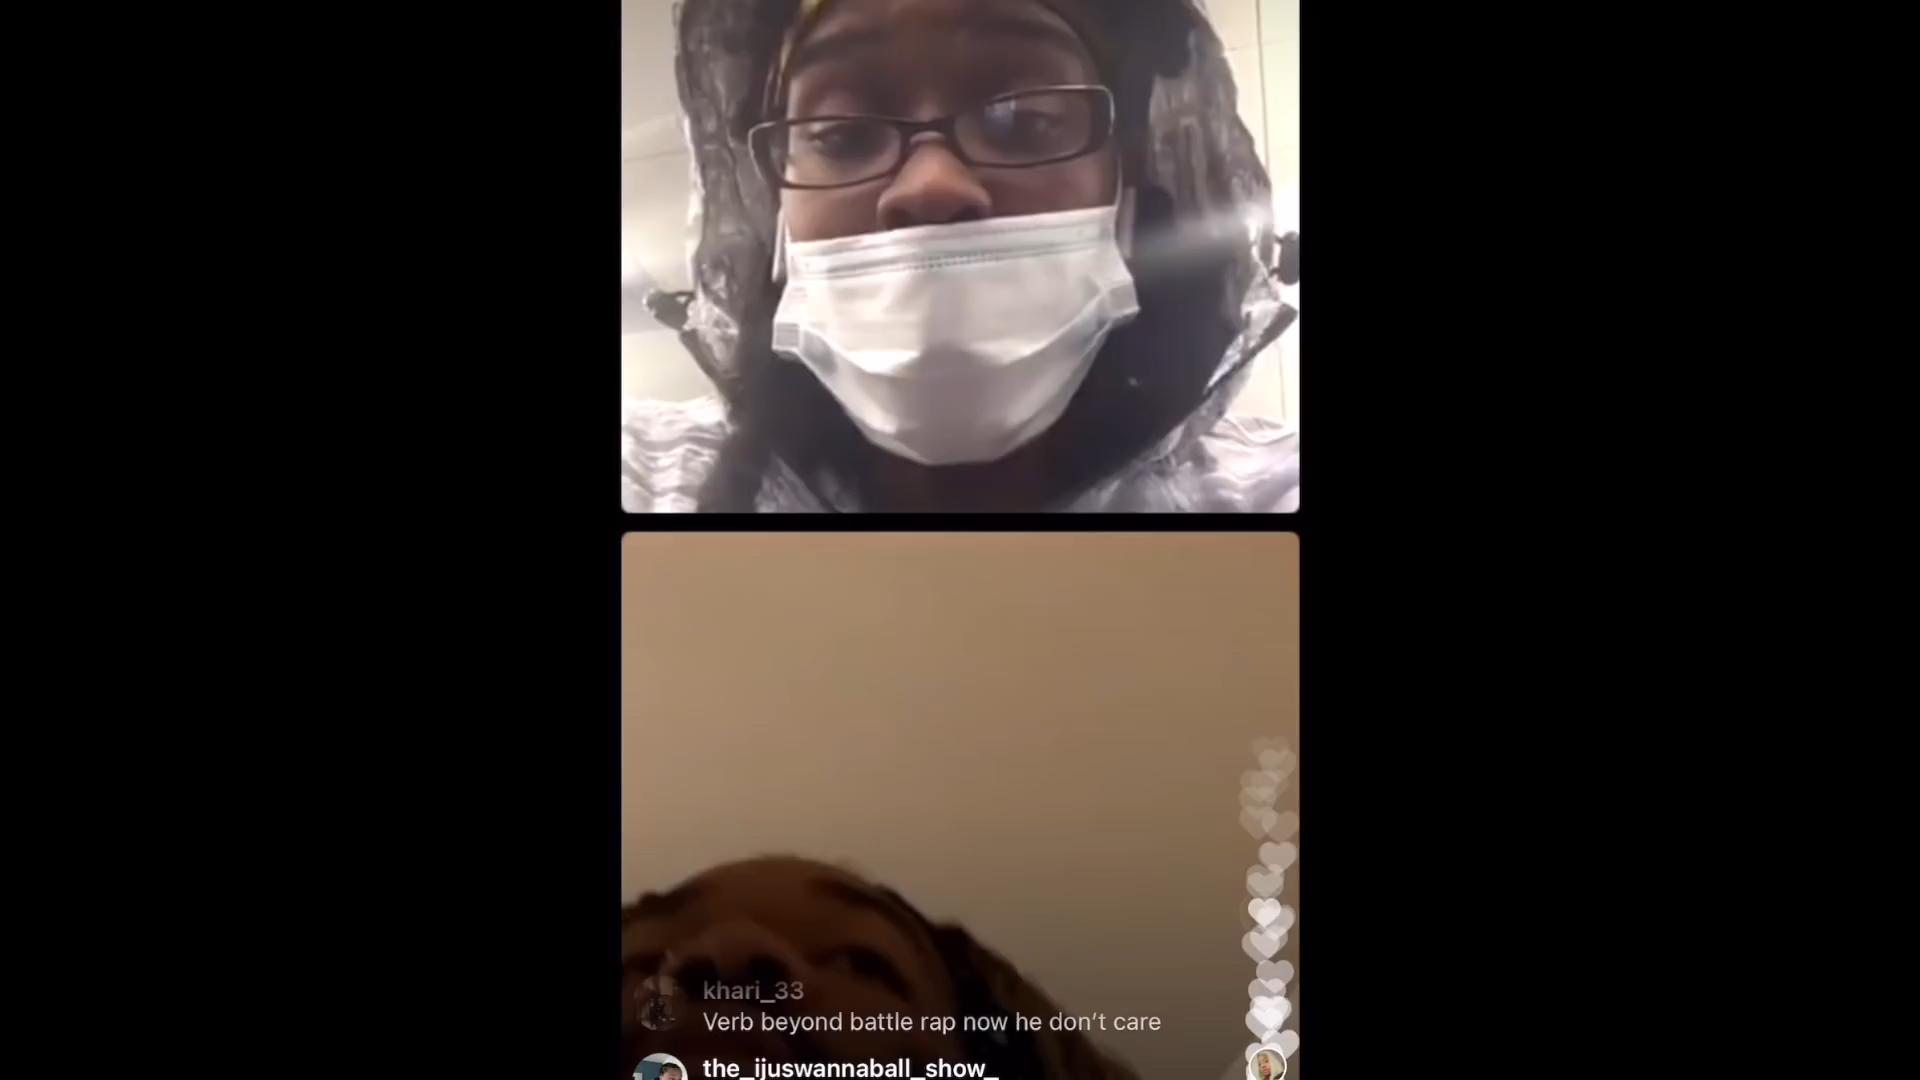 khari_33
Verb beyond battle rap now he don’t care
the_ijuswannaball_show_